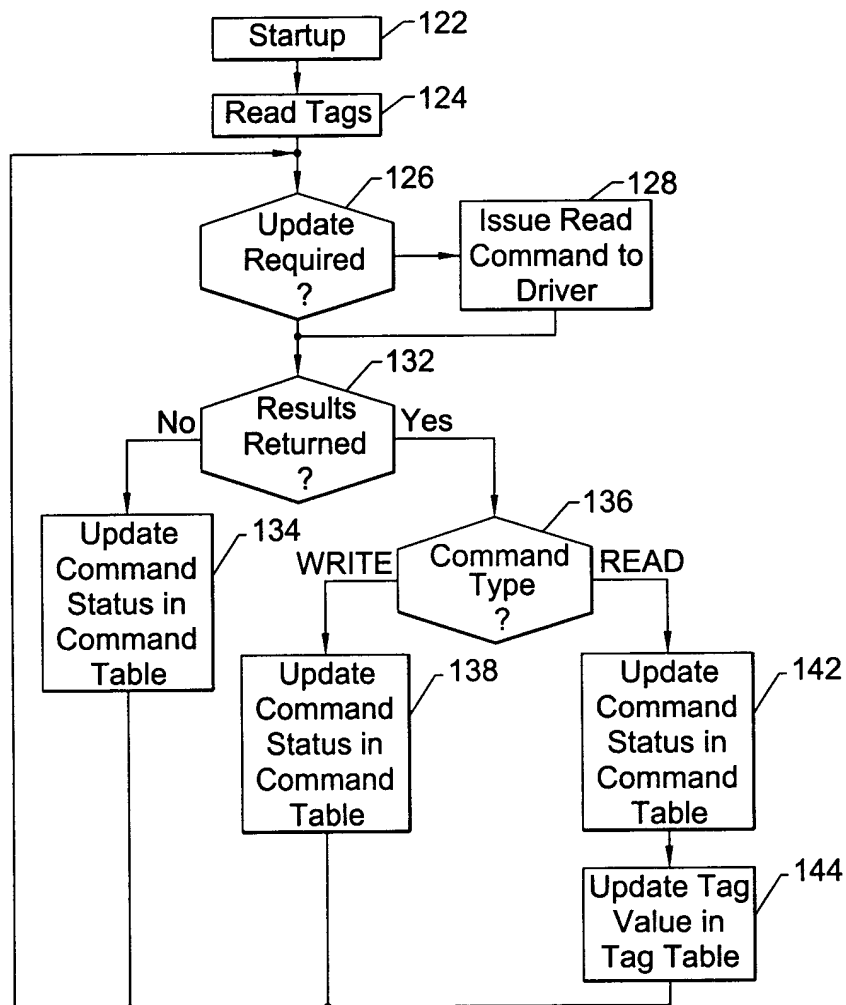 Startup
122
Read Tags
124
126
Update
Required
?
128
Issue Read
Command to
Driver
132
Results
Returned
?
No
Yes
134
Update
Command
Status in
Command
Table
136
Command
Type
?
WRITE
READ
138
Update
Command
Status in
Command
Table
142
Update
Command
Status in
Command
Table
144
Update Tag
Value in
Tag Table